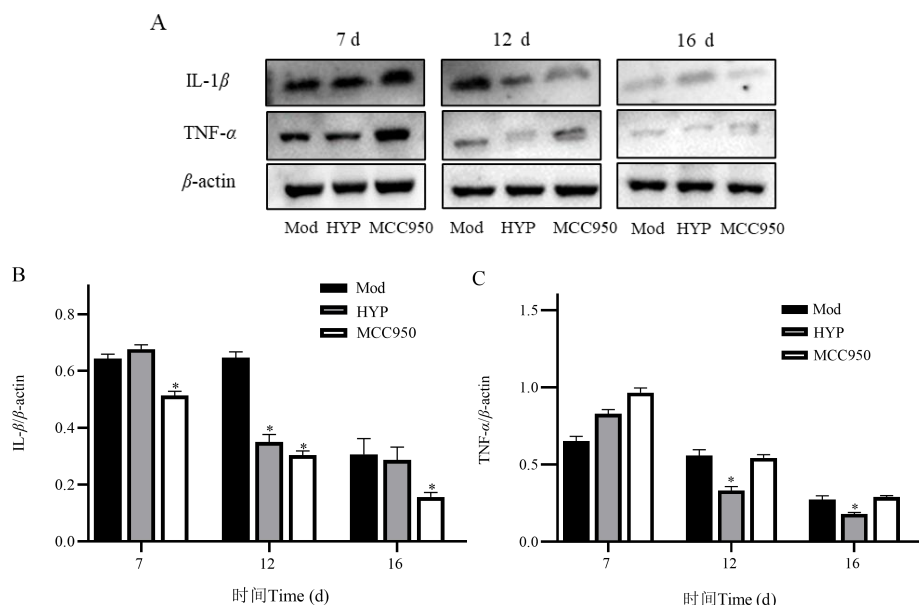 A
7 d 12 d 16 d
IL-1β
TNF-α
β-actin
Mod HYP MCC950 Mod HYP MCC950 Mod HYP MCC950
B
Mod
HYP
MCC950
IL-β/β-actin
0.8
0.6
0.4
0.2
0.0
*
* *
*
7 12 16
时间Time (d)
C
Mod
HYP
MCC950
TNF-α/β-actin
1.5
1.0
0.5
0.0
*
*
7 12 16
时间Time (d)